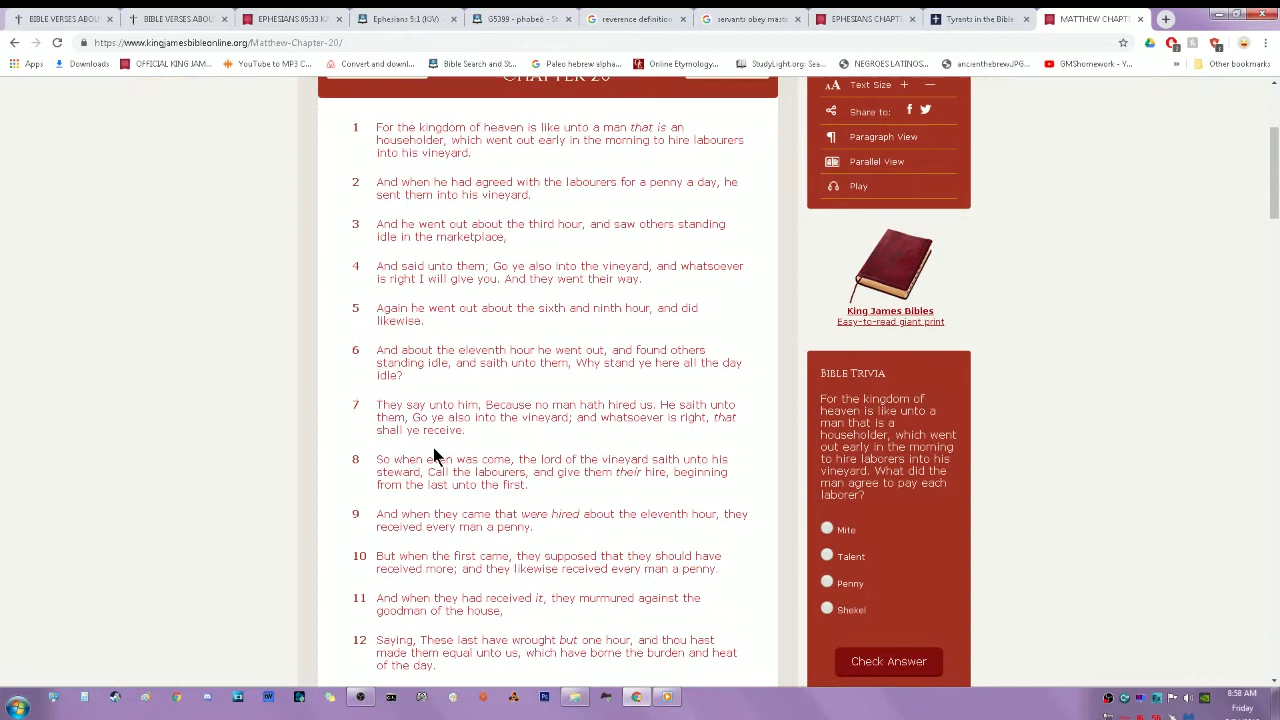 BIBLE VERSES ABOU
BIBLE VERSES ABOU
EPHESIANS 05:33 KJ
Ephesians 5:1 (KJV) -
G5399 - phobeō - S
reverence definition
servants obey maste
EPHESIANS CHAPTE
Tyrants in the Bible
MATTHEW CHAPTE
https://www.kingjamesbibleonline.org/Matthew-Chapter-20/
Apps
Downloads
OFFICIAL KING JAM
YouTube to MP3 C
Convert and downl
Bible Search and St
Paleo hebrew alpha
Online Etymology
StudyLight.org: Sea
NEGROES LATINOS
ancienthebrewJPG
GMShomework - Y
»
Other bookmarks
CHAPTER 20
1 For the kingdom of heaven is like unto a man that is an
householder, which went out early in the morning to hire labourers
into his vineyard.
2 And when he had agreed with the labourers for a penny a day, he
sent them into his vineyard.
3 And he went out about the third hour, and saw others standing
idle in the marketplace,
4 And said unto them; Go ye also into the vineyard, and whatsoever
is right I will give you. And they went their way.
5 Again he went out about the sixth and ninth hour, and did
likewise.
6 And about the eleventh hour he went out, and found others
standing idle, and saith unto them, Why stand ye here all the day
idle?
7 They say unto him, Because no man hath hired us. He saith unto
them, Go ye also into the vineyard; and whatsoever is right, that
shall ye receive.
8 So when even was come, the lord of the vineyard saith unto his
steward, Call the labourers, and give them their hire, beginning
from the last unto the first.
9 And when they came that were hired about the eleventh hour, they
received every man a penny.
10 But when the first came, they supposed that they should have
received more; and they likewise received every man a penny.
11 And when they had received it, they murmured against the
goodman of the house,
12 Saying, These last have wrought but one hour, and thou hast
made them equal unto us, which have borne the burden and heat
of the day.
AA Text Size + —
Share to:
Paragraph View
Parallel View
Play
King James Bibles
Easy-to-read giant print
BIBLE TRIVIA
For the kingdom of
heaven is like unto a
man that is a
householder, which went
out early in the morning
to hire laborers into his
vineyard. What did the
man agree to pay each
laborer?
Mite
Talent
Penny
Shekel
Check Answer
8:58 AM
Friday